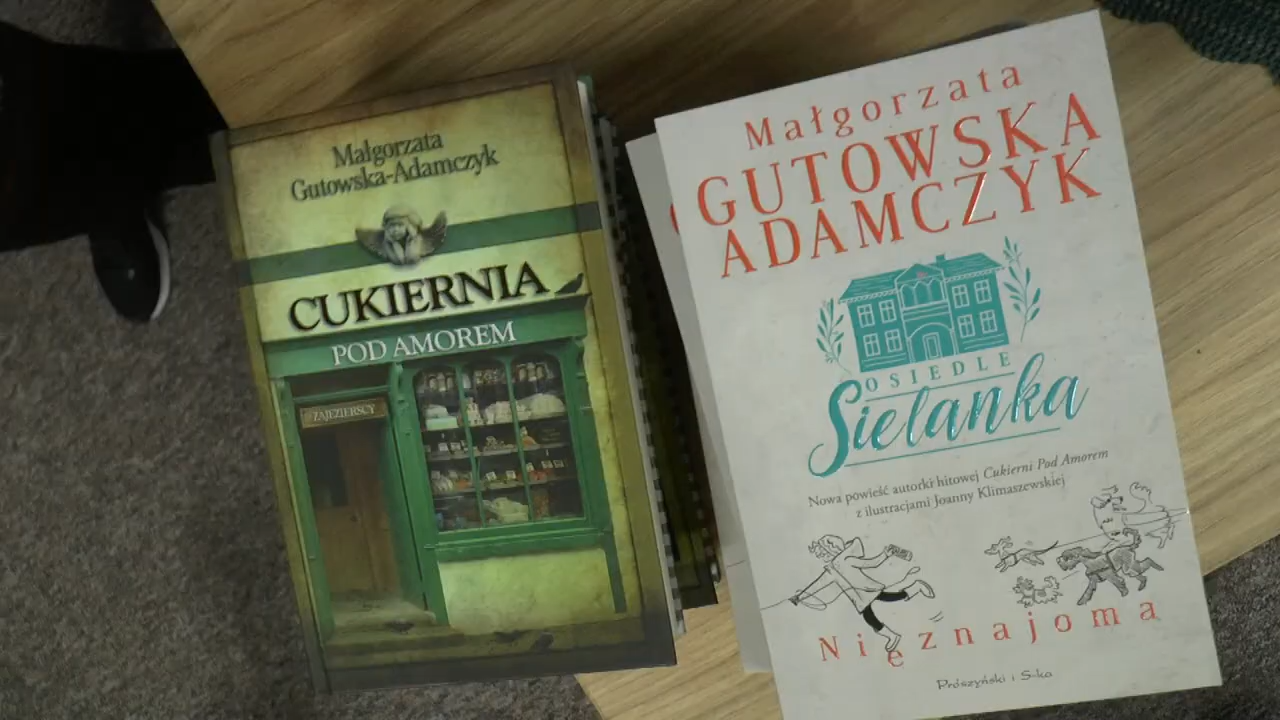 Małgorzata
Gutowska-Adamczyk
CUKIERNIA
POD AMOREM
ZAJEZIERSCY
Małgorzata
GUTOWSKA
ADAMCZYK
OSIEDLE
Sielanka
Nowa powieść autorki hitowej Cukierni Pod Amorem
z ilustracjami Joanny Klimaszewskiej
Nieznajoma
Prószyński i S-ka